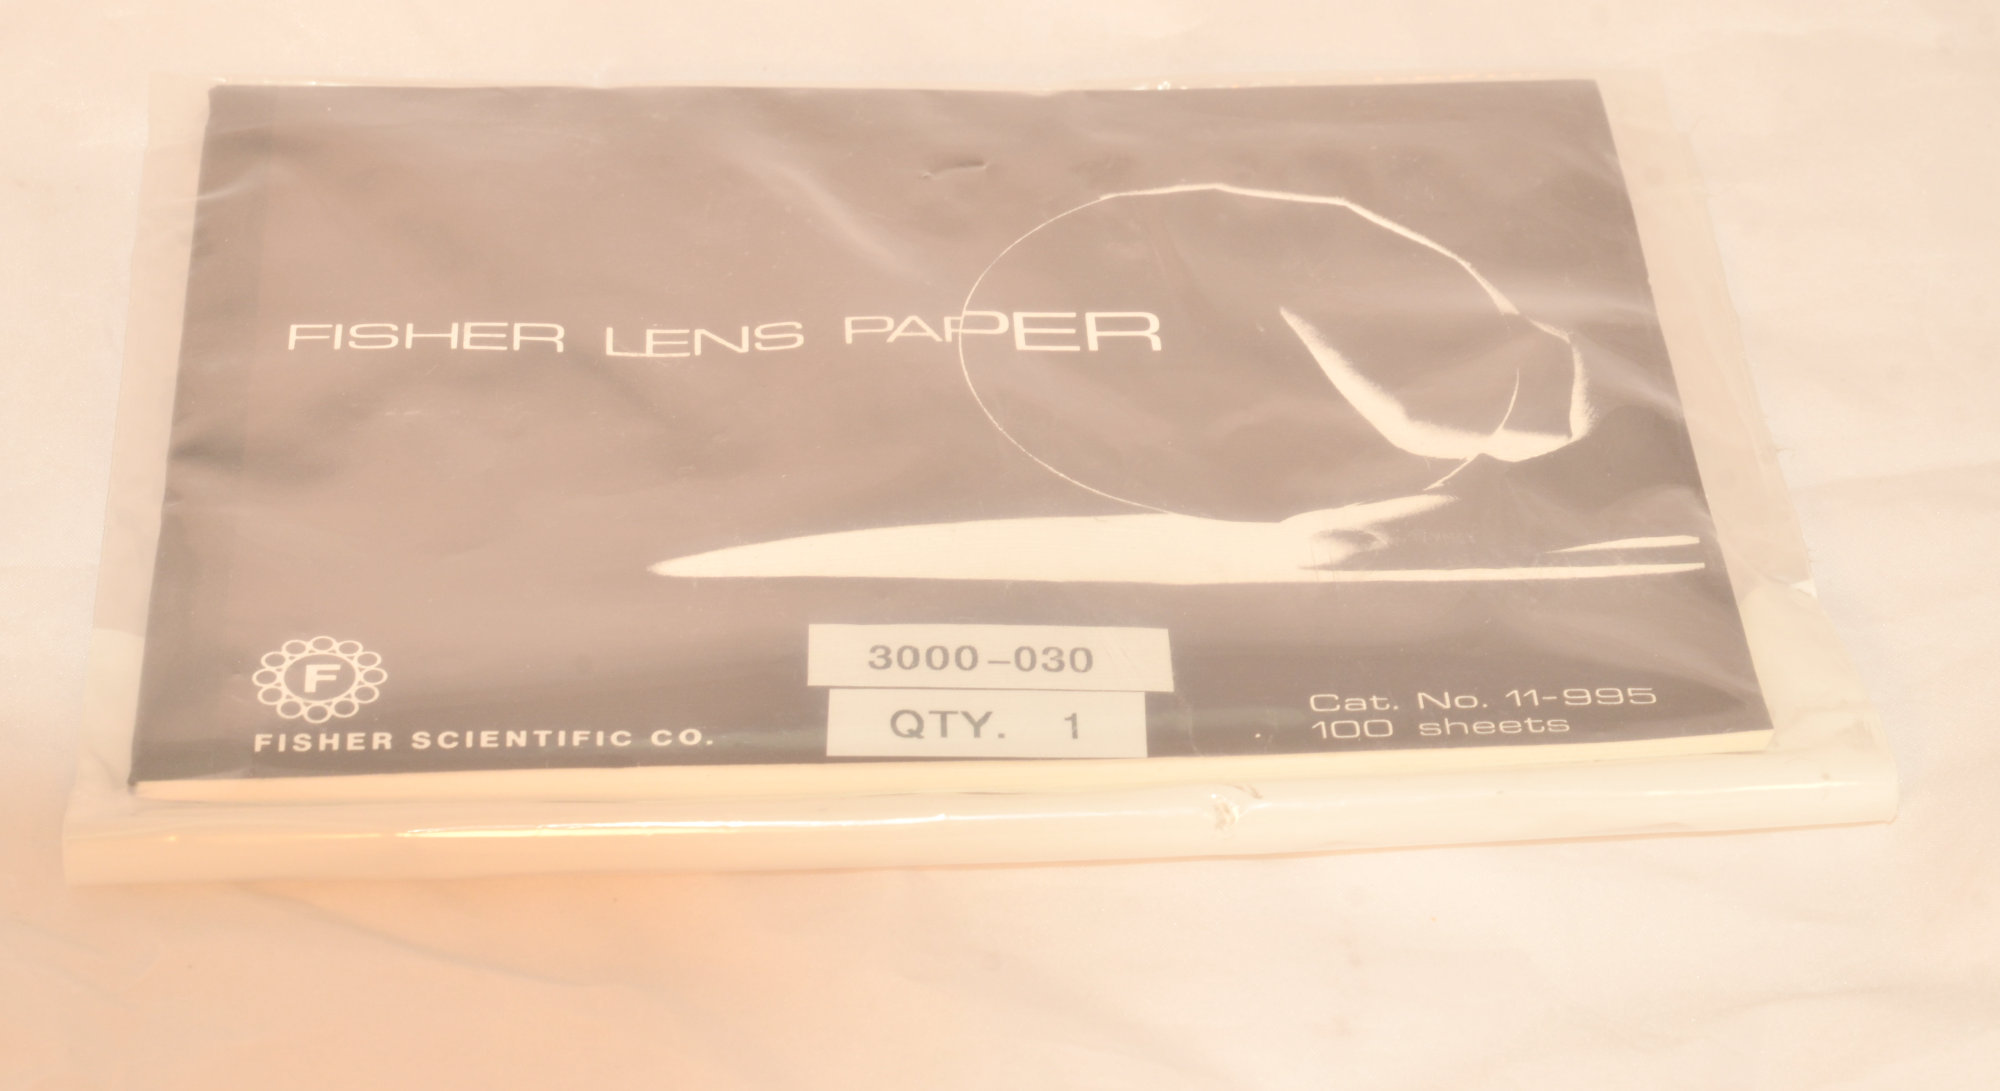 FISHER LENS PAPER
3000-030
QTY. 1
F
FISHER SCIENTIFIC CO.
Cat. No. 11-995
100 sheets